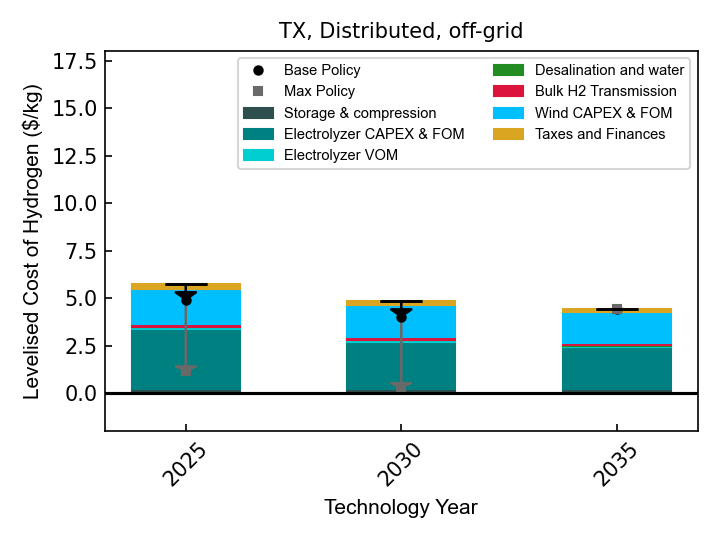 TX, Distributed, off-grid
Levelised Cost of Hydrogen ($/kg)
17.5
15.0
12.5
10.0
7.5
5.0
2.5
0.0
Base Policy
Max Policy
Storage & compression
Electrolyzer CAPEX & FOM
Electrolyzer VOM
Desalination and water
Bulk H2 Transmission
Wind CAPEX & FOM
Taxes and Finances
2025
2030
2035
Technology Year